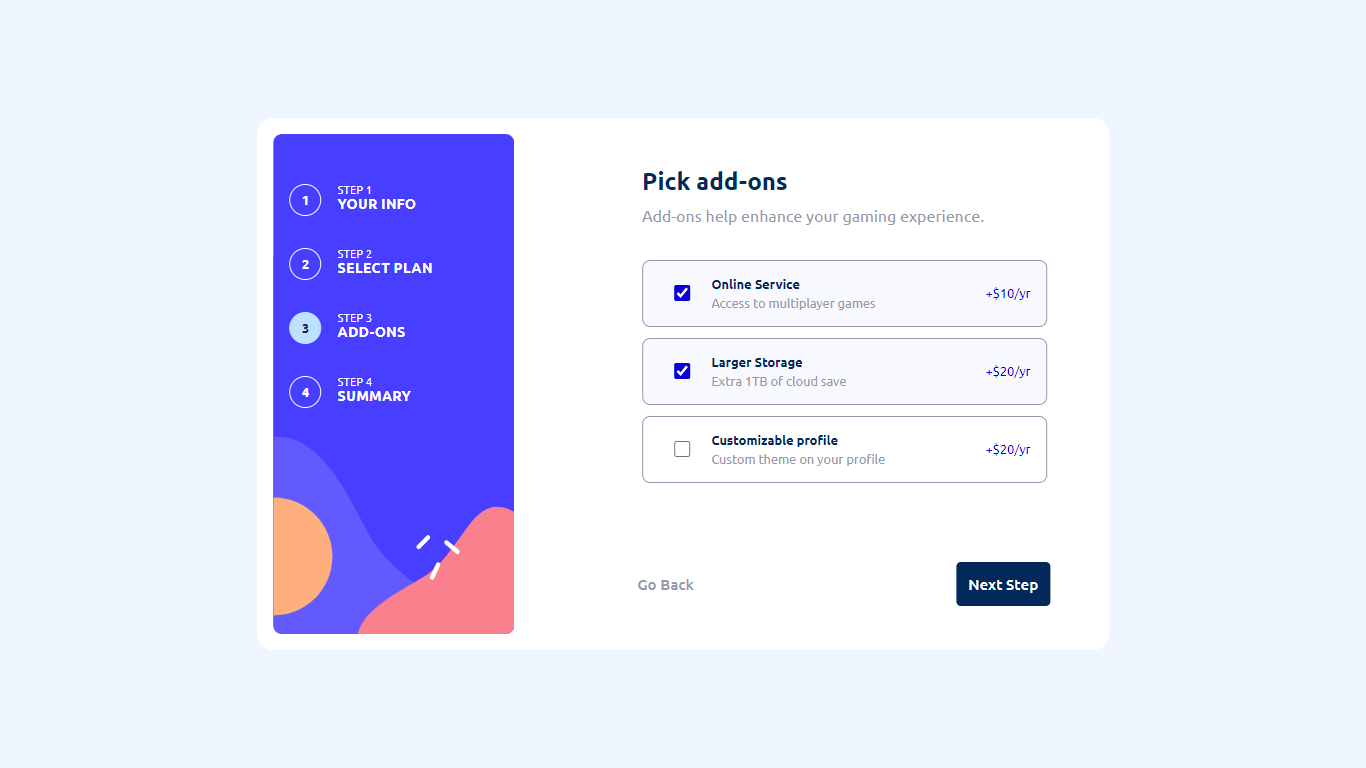 1
STEP 1
YOUR INFO
2
STEP 2
SELECT PLAN
3
STEP 3
ADD-ONS
4
STEP 4
SUMMARY
Pick add-ons
Add-ons help enhance your gaming experience.
Online Service
Access to multiplayer games
+$10/yr
Larger Storage
Extra 1TB of cloud save
+$20/yr
Customizable profile
Custom theme on your profile
+$20/yr
Go Back
Next Step